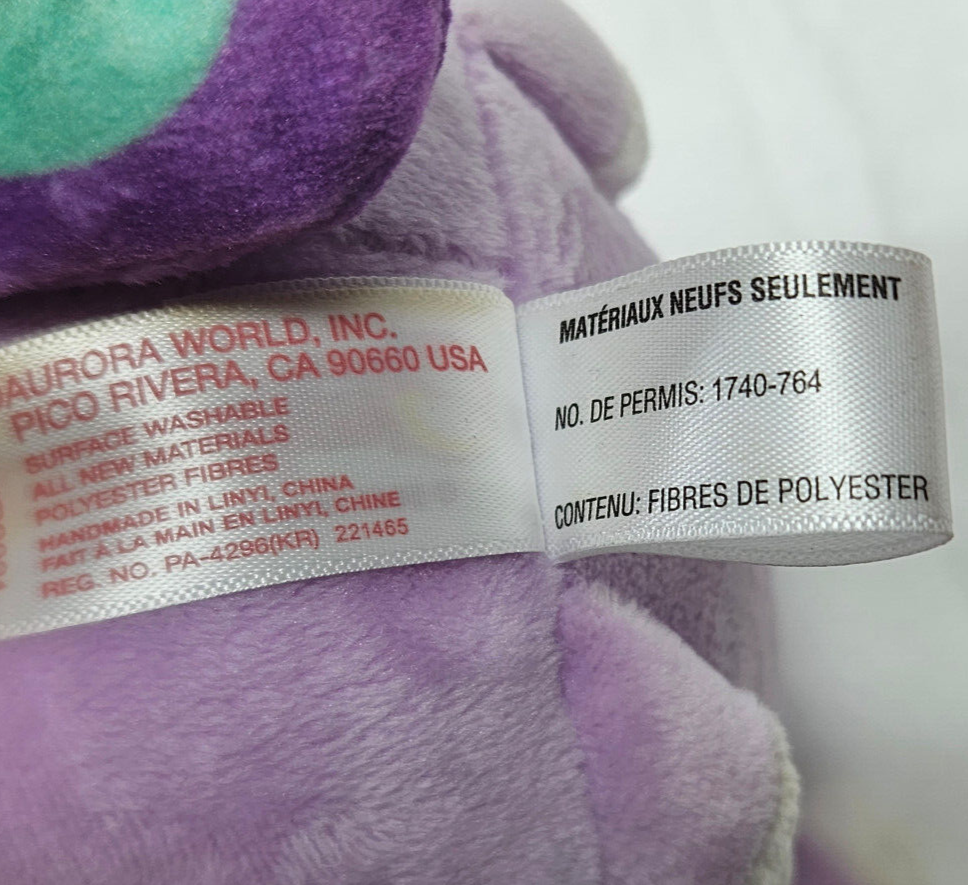 AURORA WORLD, INC.
PICO RIVERA, CA 90660 USA
SURFACE WASHABLE
ALL NEW MATERIALS
POLYESTER FIBRES
HANDMADE IN LINYI, CHINA
FAIT À LA MAIN EN LINYI, CHINE
REG. NO. PA-4296(KR) 221465
MATÉRIAUX NEUFS SEULEMENT
NO. DE PERMIS: 1740-764
CONTENU: FIBRES DE POLYESTER